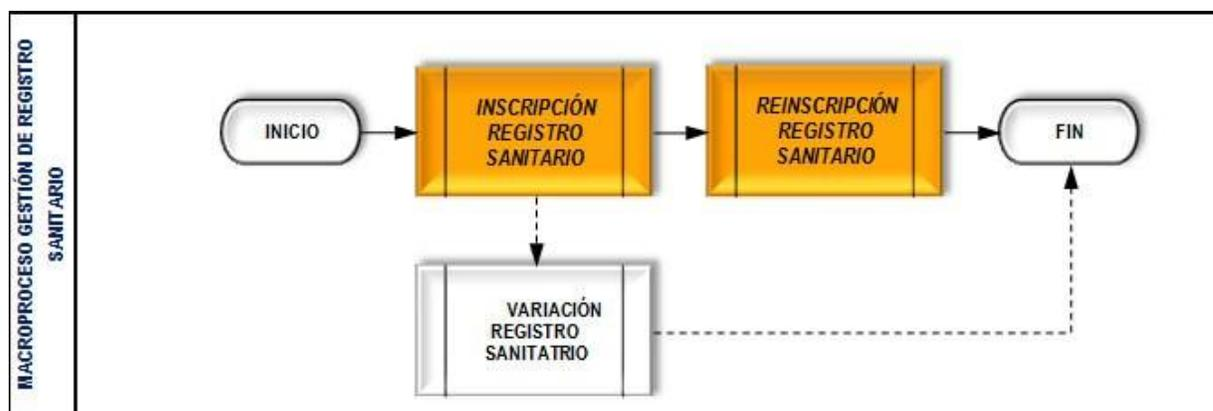 MACROPROCESO GESTIÓN DE REGISTRO
SANITARIO
INICIO
INSCRIPCIÓN
REGISTRO
SANITARIO
REINSCRIPCIÓN
REGISTRO
SANITARIO
FIN
VARIACIÓN
REGISTRO
SANITATRIO